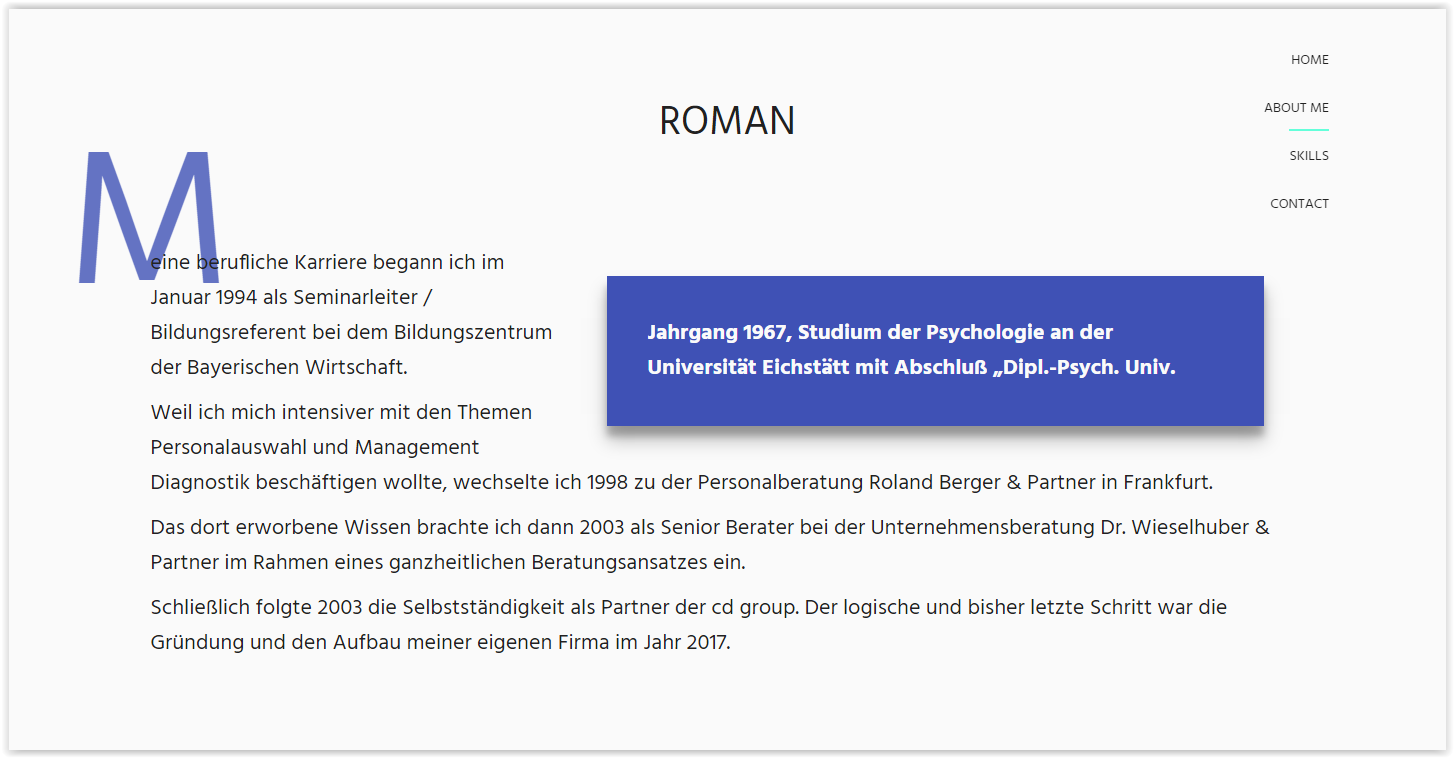 HOME
ABOUT ME
SKILLS
CONTACT
ROMAN
Meine berufliche Karriere begann ich im
Januar 1994 als Seminarleiter /
Bildungsreferent bei dem Bildungszentrum
der Bayerischen Wirtschaft.
Jahrgang 1967, Studium der Psychologie an der
Universität Eichstätt mit Abschluß „Dipl.-Psych. Univ.
Weil ich mich intensiver mit den Themen
Personalauswahl und Management
Diagnostik beschäftigen wollte, wechselte ich 1998 zu der Personalberatung Roland Berger & Partner in Frankfurt.
Das dort erworbene Wissen brachte ich dann 2003 als Senior Berater bei der Unternehmensberatung Dr. Wieselhuber &
Partner im Rahmen eines ganzheitlichen Beratungsansatzes ein.
Schließlich folgte 2003 die Selbstständigkeit als Partner der cd group. Der logische und bisher letzte Schritt war die
Gründung und den Aufbau meiner eigenen Firma im Jahr 2017.